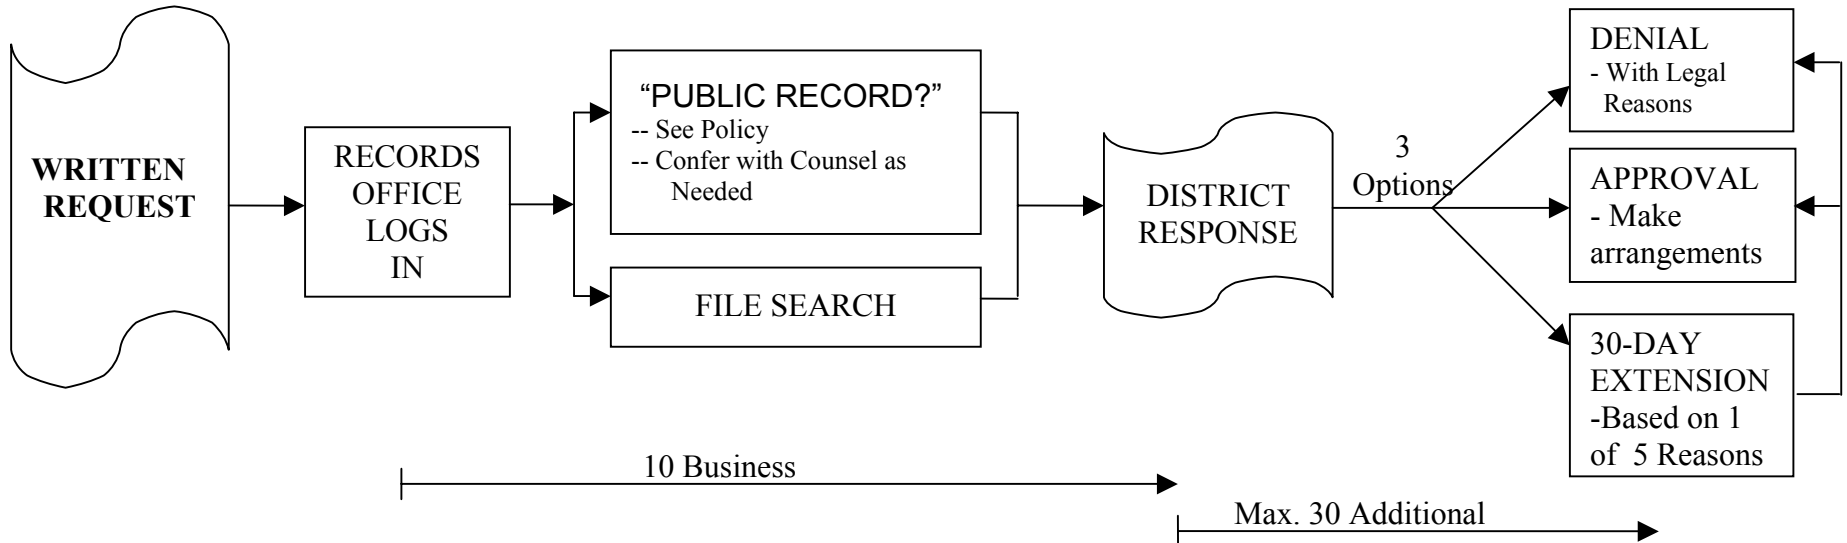 WRITTEN
REQUEST
RECORDS
OFFICE
LOGS
IN
“PUBLIC RECORD?”
-- See Policy
-- Confer with Counsel as
Needed
FILE SEARCH
DISTRICT
RESPONSE
3
Options
DENIAL
- With Legal
Reasons
APPROVAL
- Make
arrangements
30-DAY
EXTENSION
-Based on 1
of 5 Reasons
10 Business
Max. 30 Additional